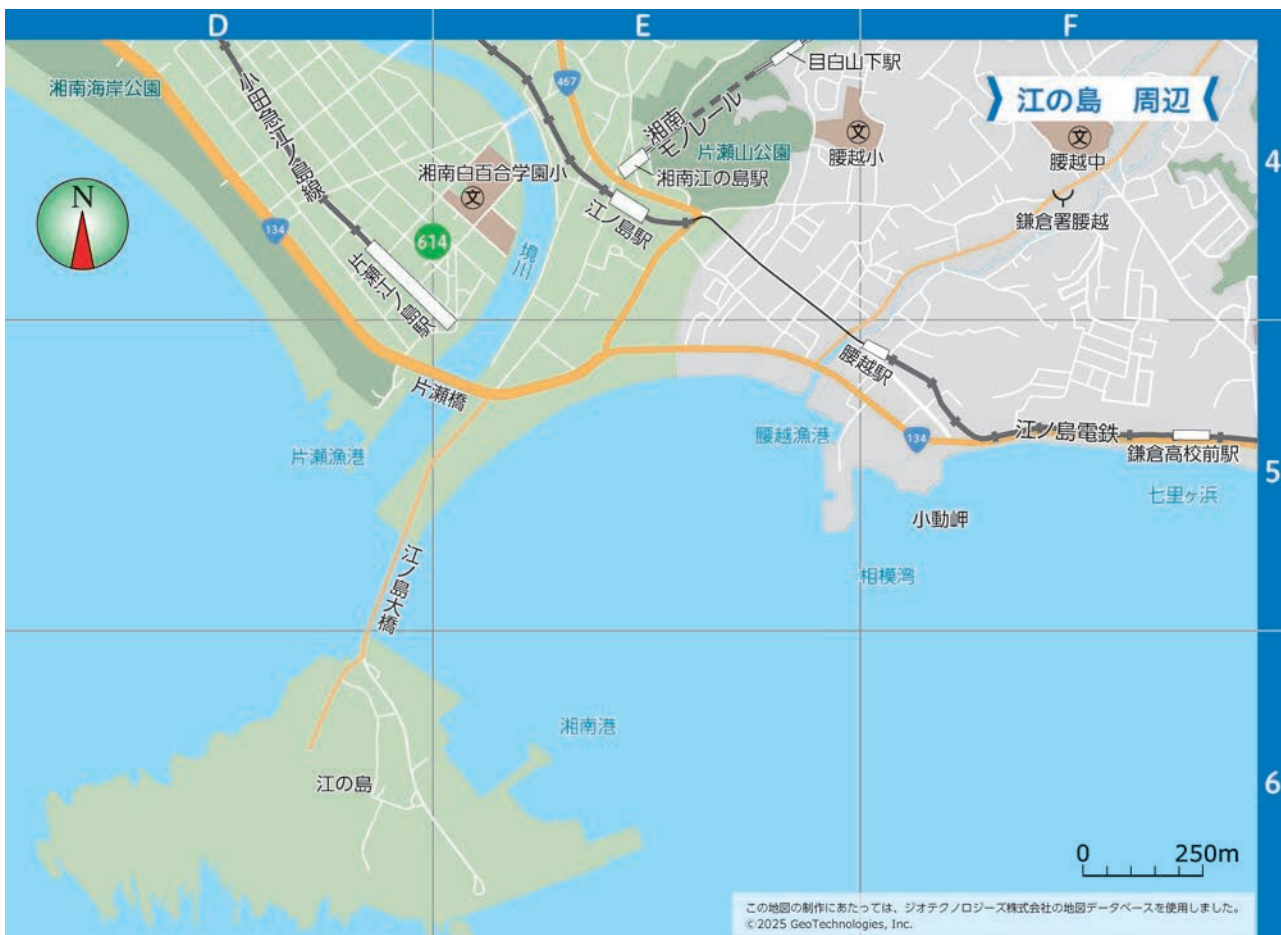 D
E
F
江の島　周辺
目白山下駅
湘南海岸公園
467
小田急江ノ島線
湘南
モノレール
片瀬山公園
文
腰越小
文
腰越中
4
湘南白百合学園小
文
湘南江の島駅
N
江ノ島駅
鎌倉署腰越
134
614
境川
片瀬江ノ島駅
腰越駅
片瀬橋
腰越漁港
134
江ノ島電鉄
片瀬漁港
鎌倉高校前駅
5
七里ヶ浜
小動岬
江ノ島大橋
相模湾
湘南港
江の島
6
0 250m
この地図の制作にあたっては、ジオテクノロジーズ株式会社の地図データベースを使用しました。
©2025 GeoTechnologies, Inc.